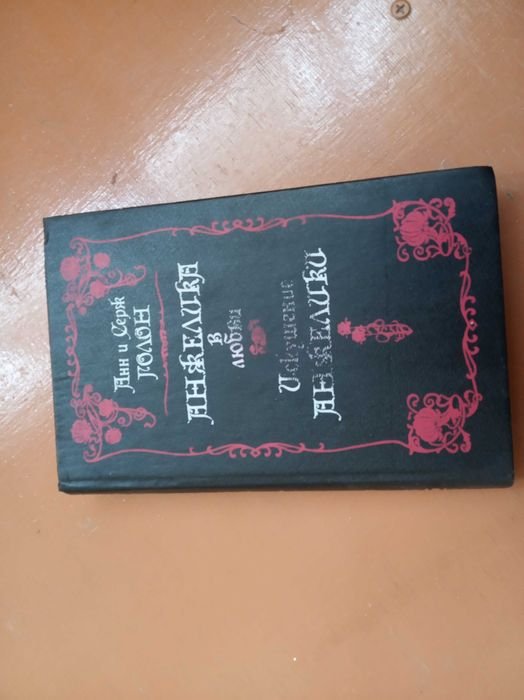 Анн и Серж
ГОЛОН
АНЖЕЛИКА
В
ЛЮБВИ
Искушение
АНЖЕЛИКИ